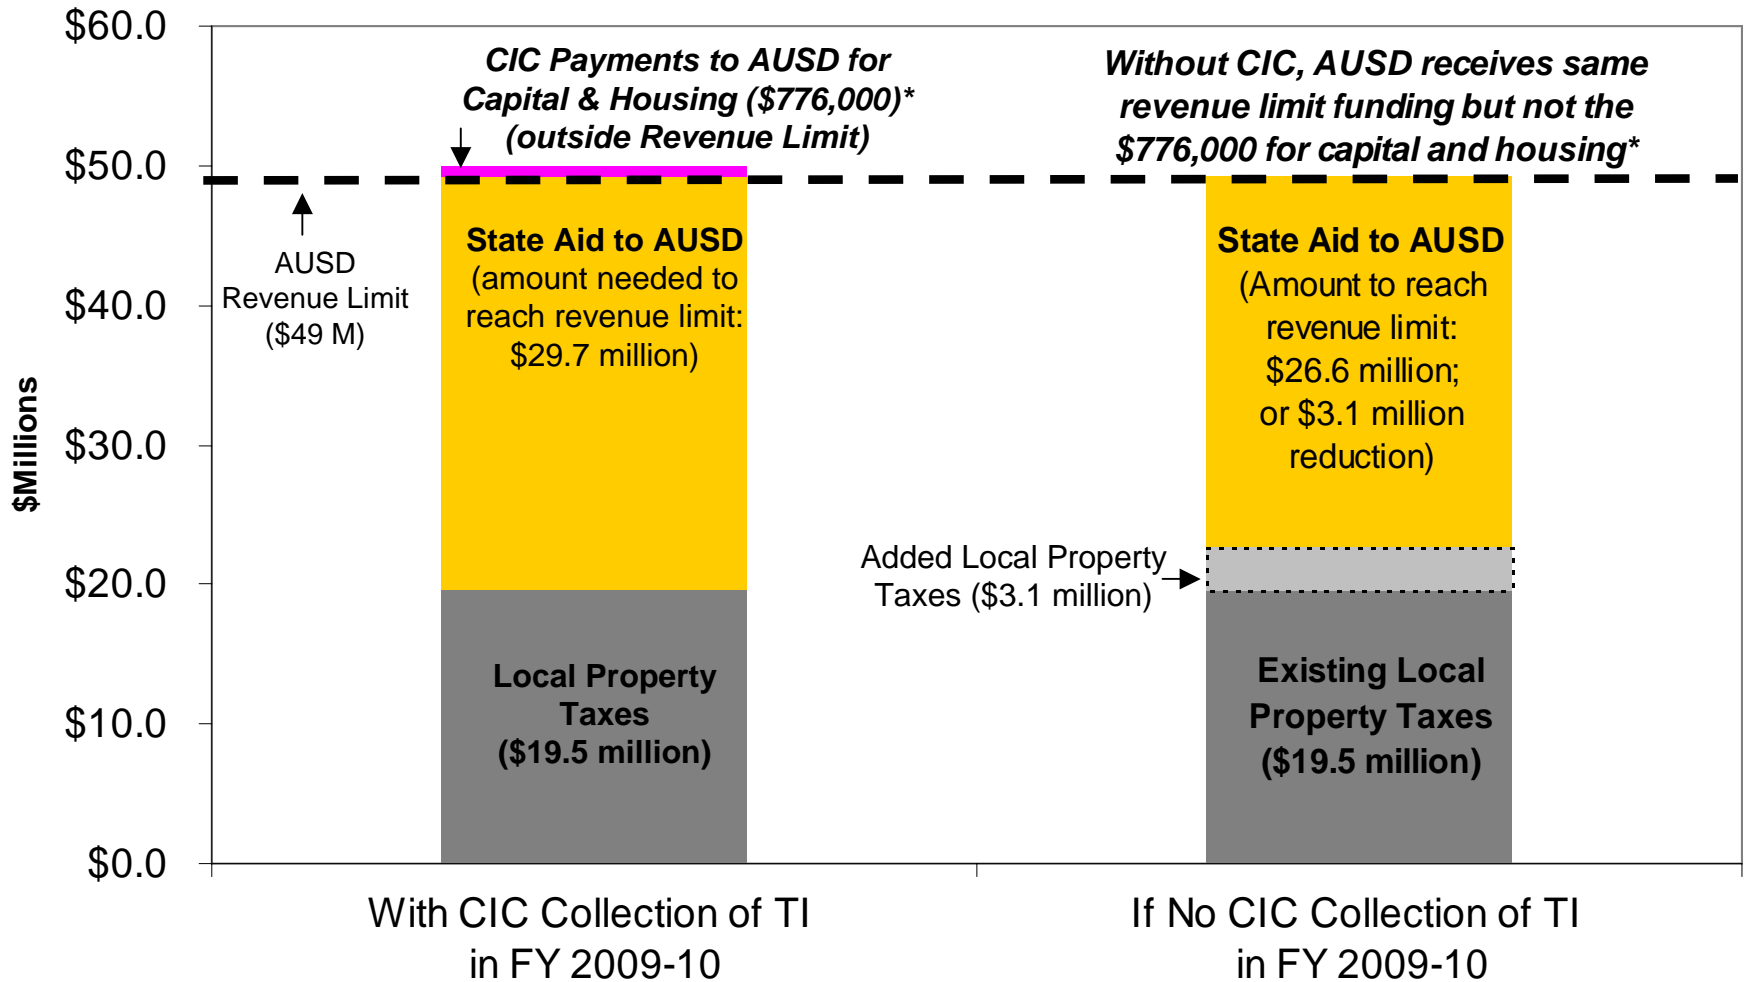 $60.0
$50.0
$40.0
$30.0
$20.0
$10.0
$0.0
$Millions
CIC Payments to AUSD for
Capital & Housing ($776,000)*
(outside Revenue Limit)
Without CIC, AUSD receives same
revenue limit funding but not the
$776,000 for capital and housing*
AUSD
Revenue Limit
($49 M)
State Aid to AUSD
(amount needed to
reach revenue limit:
$29.7 million)
State Aid to AUSD
(Amount to reach
revenue limit:
$26.6 million;
or $3.1 million
reduction)
Added Local Property
Taxes ($3.1 million)
Local Property
Taxes
($19.5 million)
Existing Local
Property Taxes
($19.5 million)
With CIC Collection of TI
in FY 2009-10
If No CIC Collection of TI
in FY 2009-10